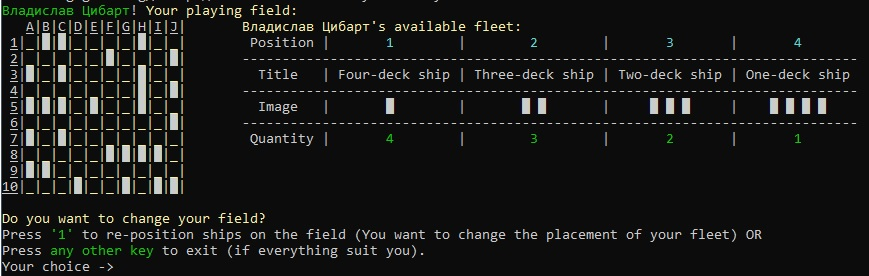 Владислав Цибарт! Your playing field:
A|B|C|D|E|F|G|H|I|J| Владислав Цибарт's available fleet:
1|_|█|█|_|_|_|_|█|_|_| Position | 1 | 2 | 3 | 4
2|_|_|_|_|_|█|_|_|_|█|
3|█|_|█|_|_|_|_|█|_|_| Title | Four-deck ship | Three-deck ship | Two-deck ship | One-deck ship
4|_|_|_|_|_|_|_|█|_|█|
5|█|█|█|_|█|_|_|█|_|_| Image | █ | █ █ | █ █ █ | █ █ █ █
6|_|_|_|_|_|_|_|_|_|█|
7|█|_|█|_|_|_|_|_|_|_| Quantity | 4 | 3 | 2 | 1
8|_|_|_|_|_|█|█|█|█|_|
9|█|█|_|_|_|_|_|_|_|_|
10|_|_|_|█|_|_|█|_|█|█|
Do you want to change your field?
Press '1' to re-position ships on the field (You want to change the placement of your fleet) OR
Press any other key to exit (if everything suit you).
Your choice ->